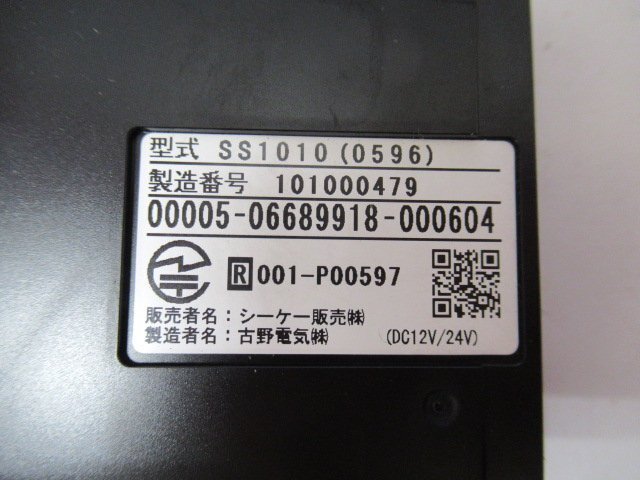 型式 SS1010(0596)
製造番号 101000479
00005-06689918-000604
R 001-P00597
販売者名：シーケー販売㈱
製造者名：古野電気㈱ (DC12V/24V)